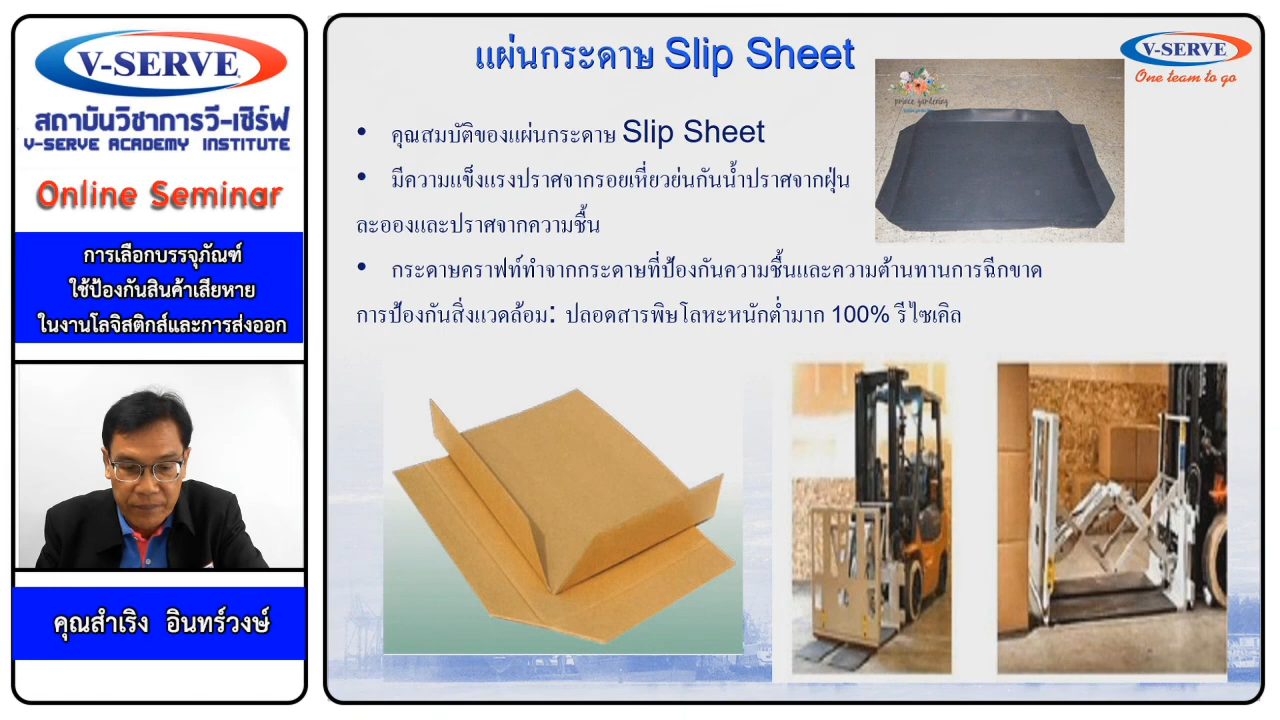 V-SERVE
สถาบันวิชาการวี-เซิร์ฟ
V-SERVE ACADEMY INSTITUTE
Online Seminar
การเลือกบรรจุภัณฑ์
ใช้ป้องกันสินค้าเสียหาย
ในงานโลจิสติกส์และการส่งออก
คุณสำเริง อินทร์วงษ์
แผ่นกระดาษ Slip Sheet
V-SERVE
One team to go
prince gardening
• คุณสมบัติของแผ่นกระดาษ Slip Sheet
• มีความแข็งแรงปราศจากรอยเหี่ยวย่นกันน้ำปราศจากฝุ่น
ละอองและปราศจากความชื้น
• กระดาษคราฟท์ทำจากกระดาษที่ป้องกันความชื้นและความต้านทานการฉีกขาด
การป้องกันสิ่งแวดล้อม: ปลอดสารพิษโลหะหนักต่ำมาก 100% รีไซเคิล